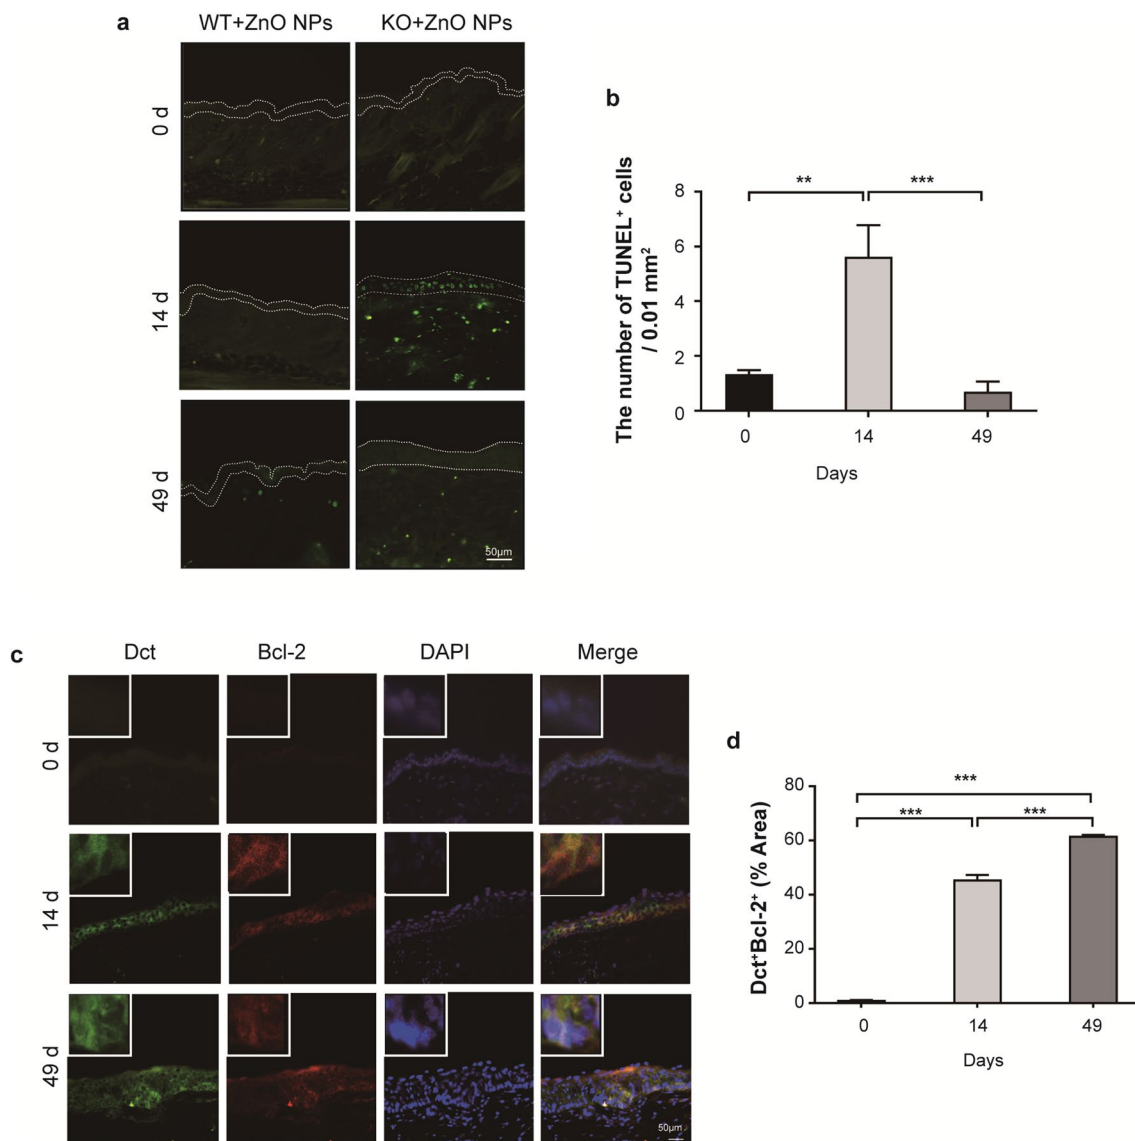 a
WT+ZnO NPs
KO+ZnO NPs
0 d
14 d
49 d
50μm
b
The number of TUNEL⁺ cells
/ 0.01 mm²
8
6
4
2
0
**
***
0
14
49
Days
c
Dct
Bcl-2
DAPI
Merge
0 d
14 d
49 d
50μm
d
Dct⁺Bcl-2⁺ (% Area)
80
60
40
20
0
***
***
***
0
14
49
Days